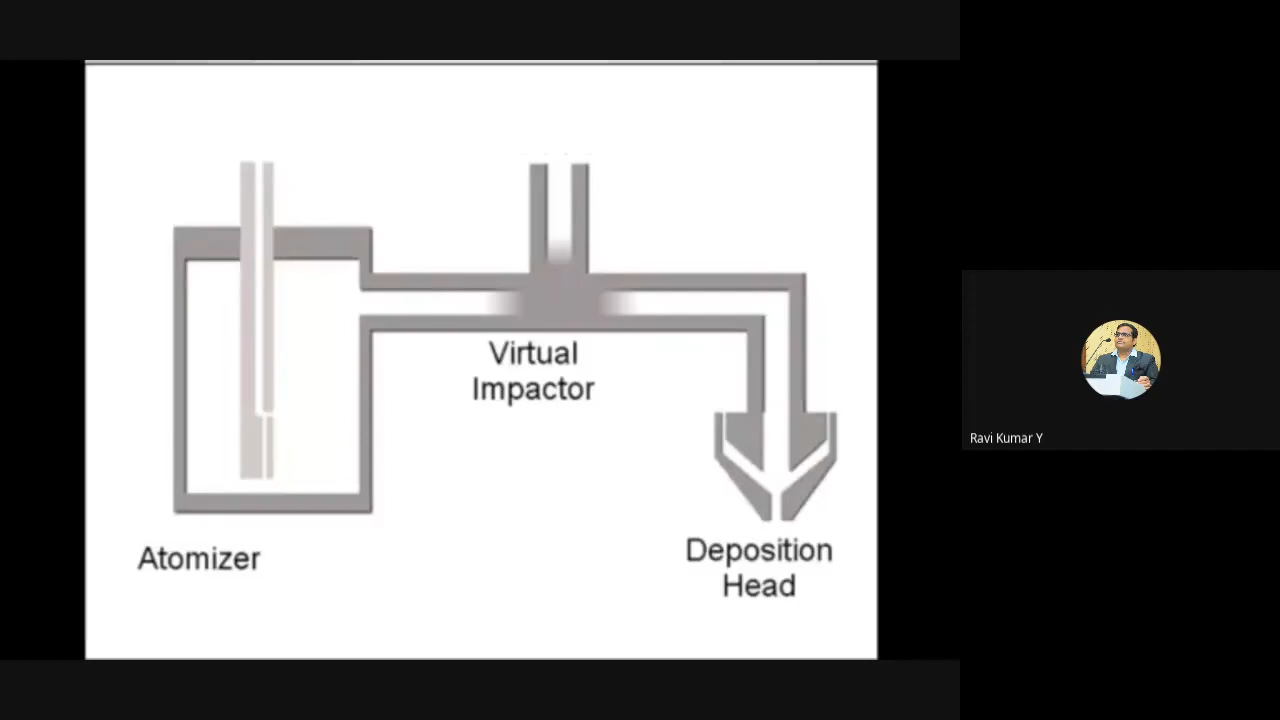 Virtual
Impactor
Atomizer
Deposition
Head
Ravi Kumar Y